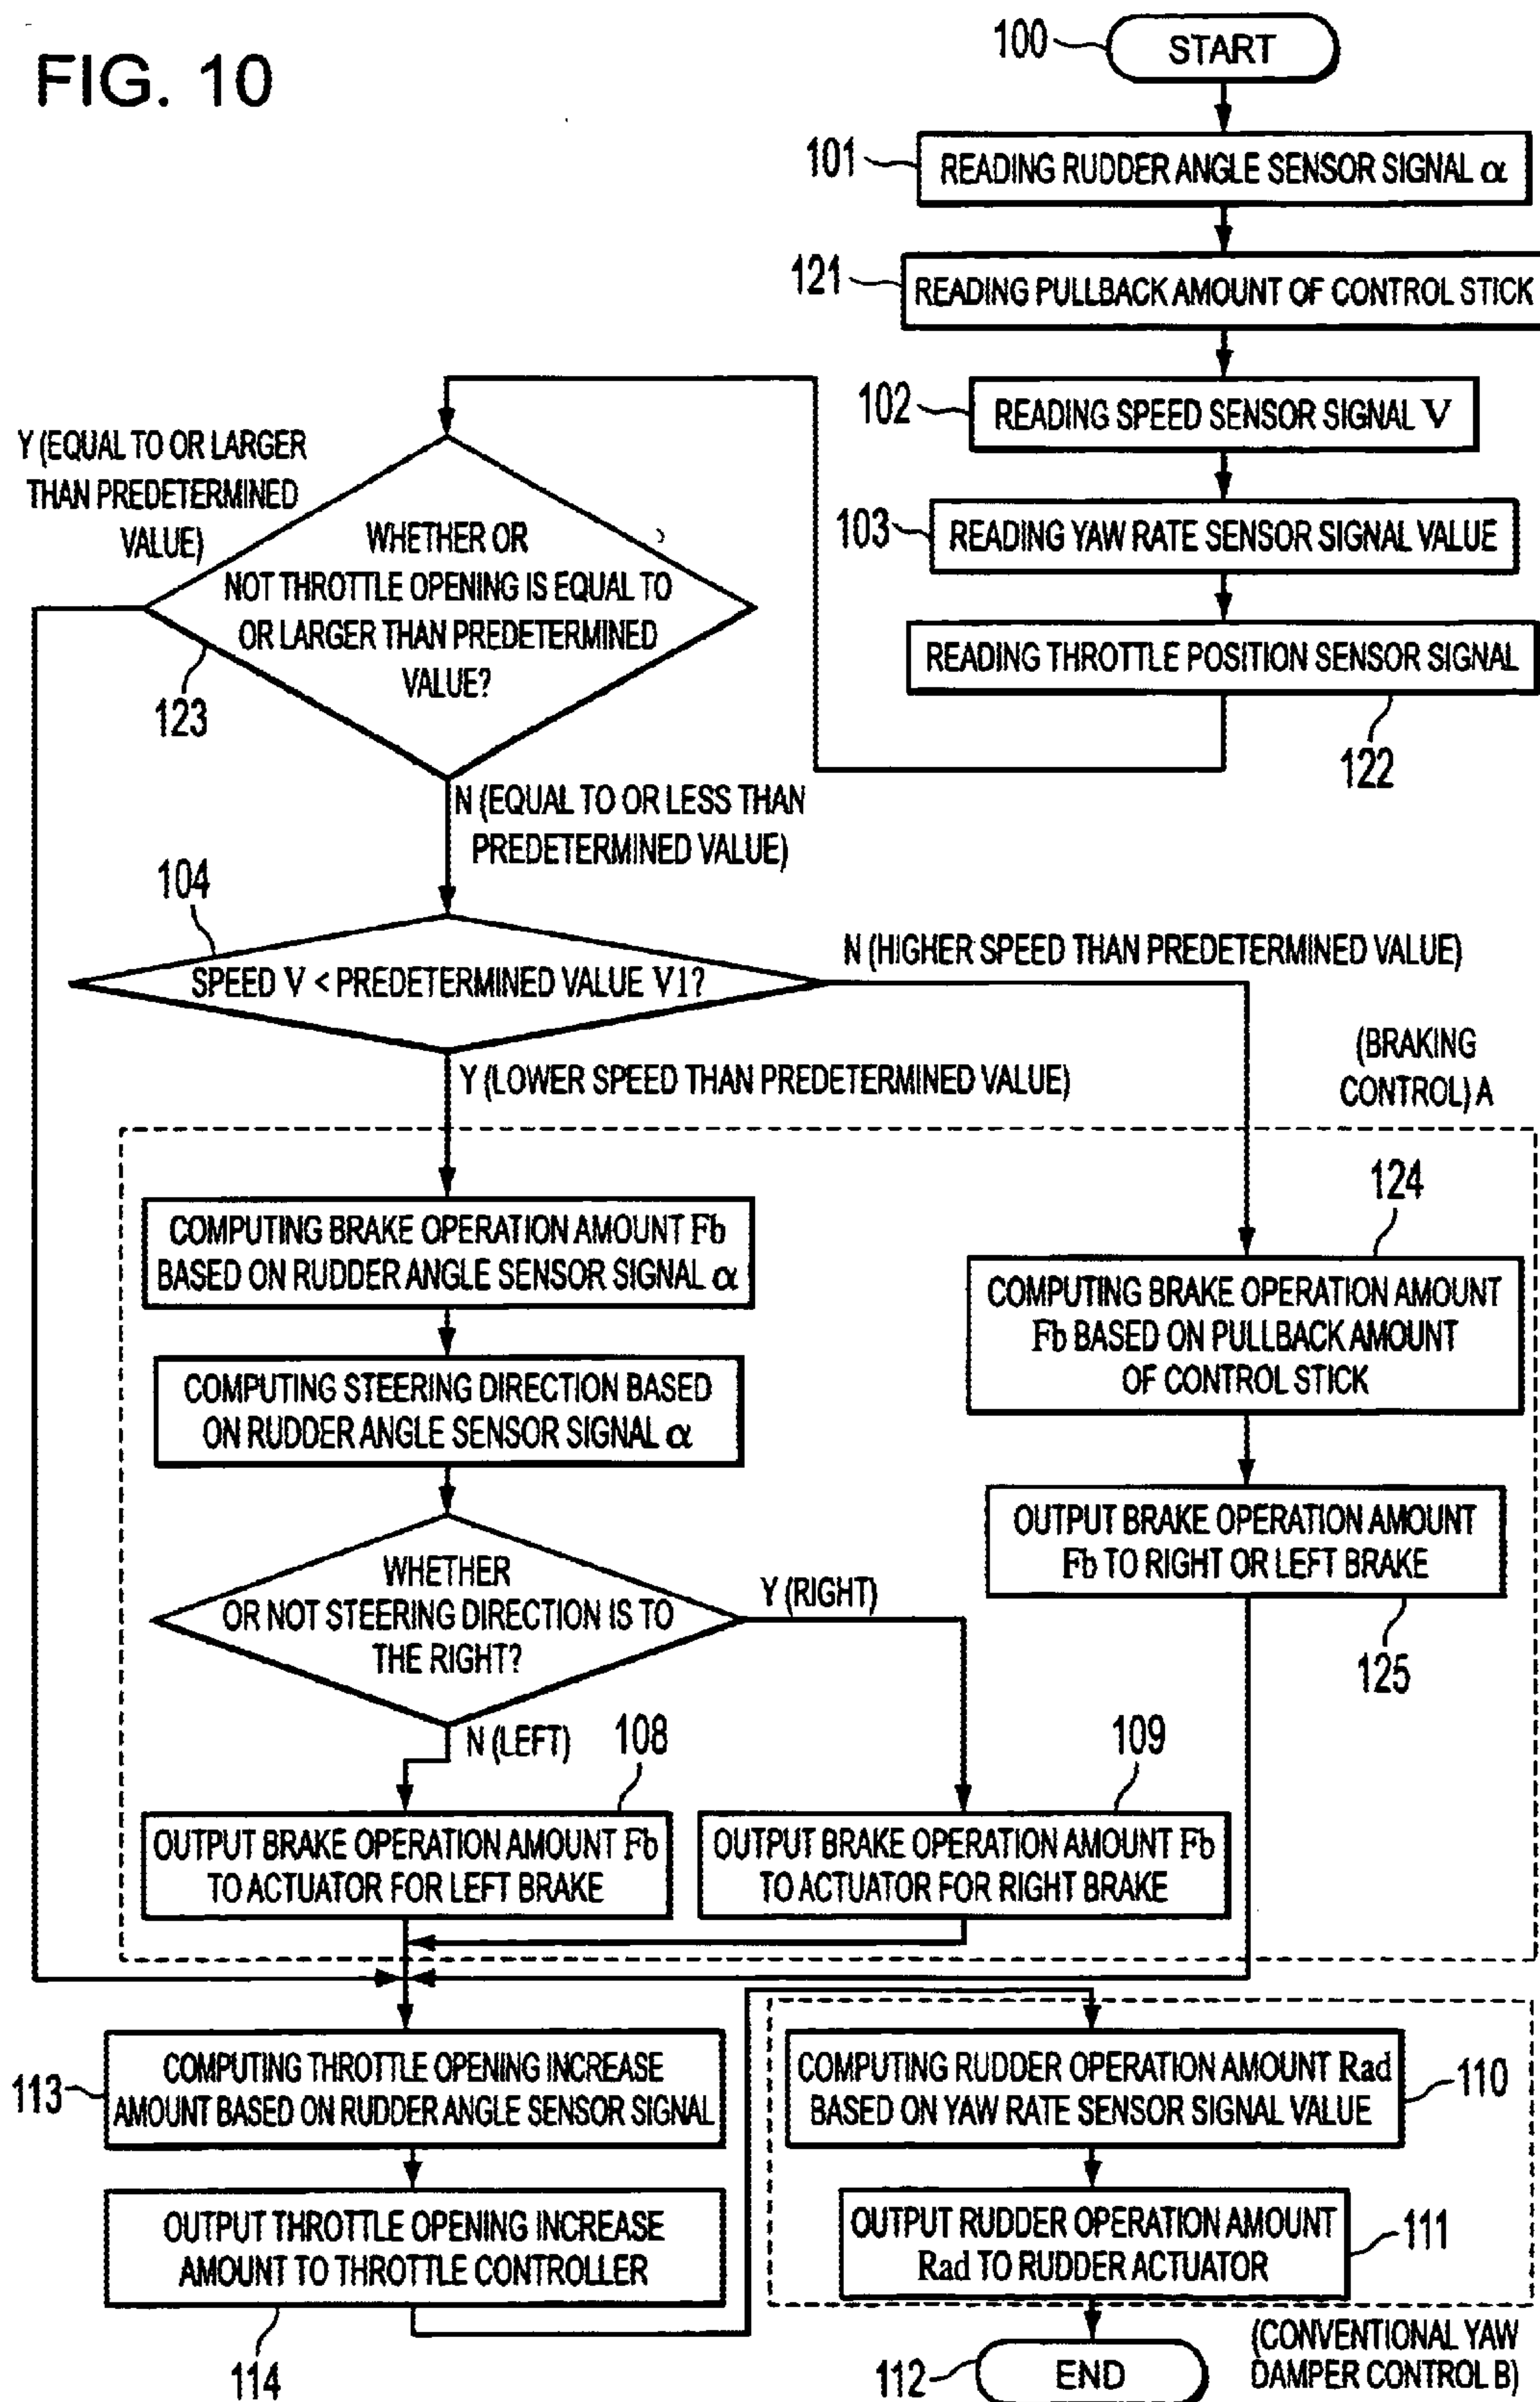 FIG. 10
100
START
101
READING RUDDER ANGLE SENSOR SIGNAL α
121
READING PULLBACK AMOUNT OF CONTROL STICK
102
READING SPEED SENSOR SIGNAL V
103
READING YAW RATE SENSOR SIGNAL VALUE
READING THROTTLE POSITION SENSOR SIGNAL
122
Y (EQUAL TO OR LARGER
THAN PREDETERMINED
VALUE)
WHETHER OR
NOT THROTTLE OPENING IS EQUAL TO
OR LARGER THAN PREDETERMINED
VALUE?
123
N (EQUAL TO OR LESS THAN
PREDETERMINED VALUE)
104
SPEED V < PREDETERMINED VALUE V1?
N (HIGHER SPEED THAN PREDETERMINED VALUE)
Y (LOWER SPEED THAN PREDETERMINED VALUE)
(BRAKING
CONTROL) A
COMPUTING BRAKE OPERATION AMOUNT Fb
BASED ON RUDDER ANGLE SENSOR SIGNAL α
COMPUTING STEERING DIRECTION BASED
ON RUDDER ANGLE SENSOR SIGNAL α
WHETHER
OR NOT STEERING DIRECTION IS TO
THE RIGHT?
Y (RIGHT)
N (LEFT)
108
OUTPUT BRAKE OPERATION AMOUNT Fb
TO ACTUATOR FOR LEFT BRAKE
109
OUTPUT BRAKE OPERATION AMOUNT Fb
TO ACTUATOR FOR RIGHT BRAKE
124
COMPUTING BRAKE OPERATION AMOUNT
Fb BASED ON PULLBACK AMOUNT
OF CONTROL STICK
OUTPUT BRAKE OPERATION AMOUNT
Fb TO RIGHT OR LEFT BRAKE
125
113
COMPUTING THROTTLE OPENING INCREASE
AMOUNT BASED ON RUDDER ANGLE SENSOR SIGNAL
OUTPUT THROTTLE OPENING INCREASE
AMOUNT TO THROTTLE CONTROLLER
114
COMPUTING RUDDER OPERATION AMOUNT Rad
BASED ON YAW RATE SENSOR SIGNAL VALUE
110
OUTPUT RUDDER OPERATION AMOUNT
Rad TO RUDDER ACTUATOR
111
112
END
(CONVENTIONAL YAW
DAMPER CONTROL B)